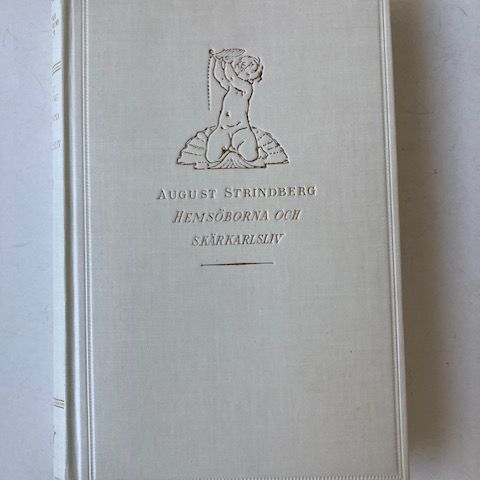 AUGUST STRINDBERG
HEMSÖBORNA OCH
SKÄRKARLSLIV